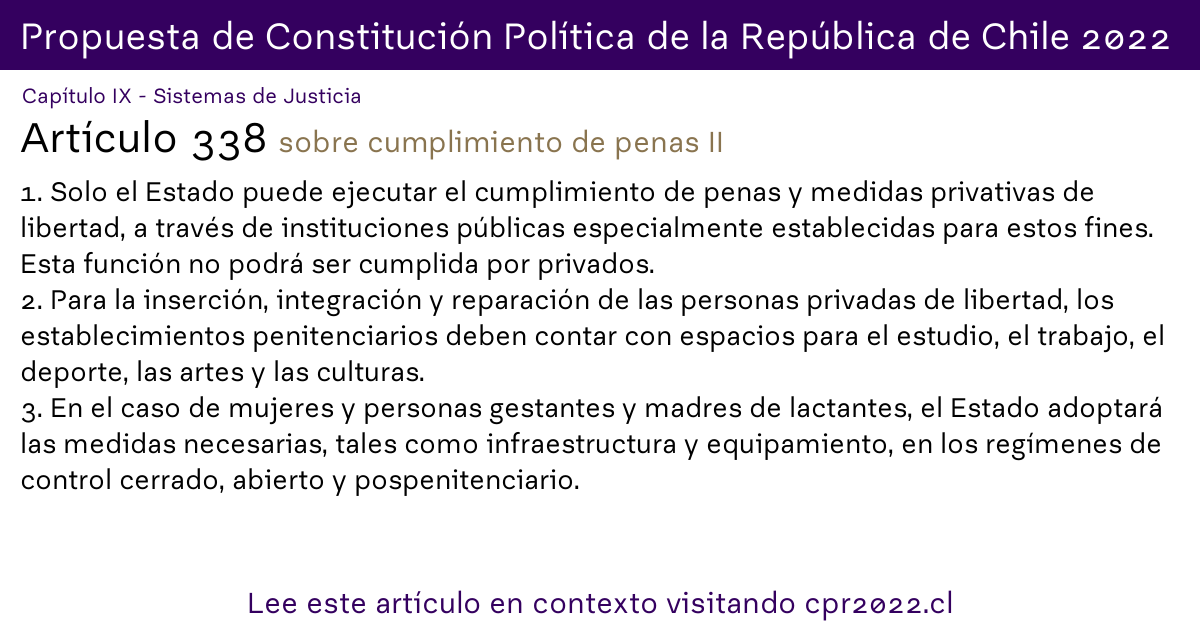 Propuesta de Constitución Política de la República de Chile 2022
Capítulo IX - Sistemas de Justicia
Artículo 338 sobre cumplimiento de penas II
1. Solo el Estado puede ejecutar el cumplimiento de penas y medidas privativas de
libertad, a través de instituciones públicas especialmente establecidas para estos fines.
Esta función no podrá ser cumplida por privados.
2. Para la inserción, integración y reparación de las personas privadas de libertad, los
establecimientos penitenciarios deben contar con espacios para el estudio, el trabajo, el
deporte, las artes y las culturas.
3. En el caso de mujeres y personas gestantes y madres de lactantes, el Estado adoptará
las medidas necesarias, tales como infraestructura y equipamiento, en los regímenes de
control cerrado, abierto y pospenitenciario.
Lee este artículo en contexto visitando cpr2022.cl